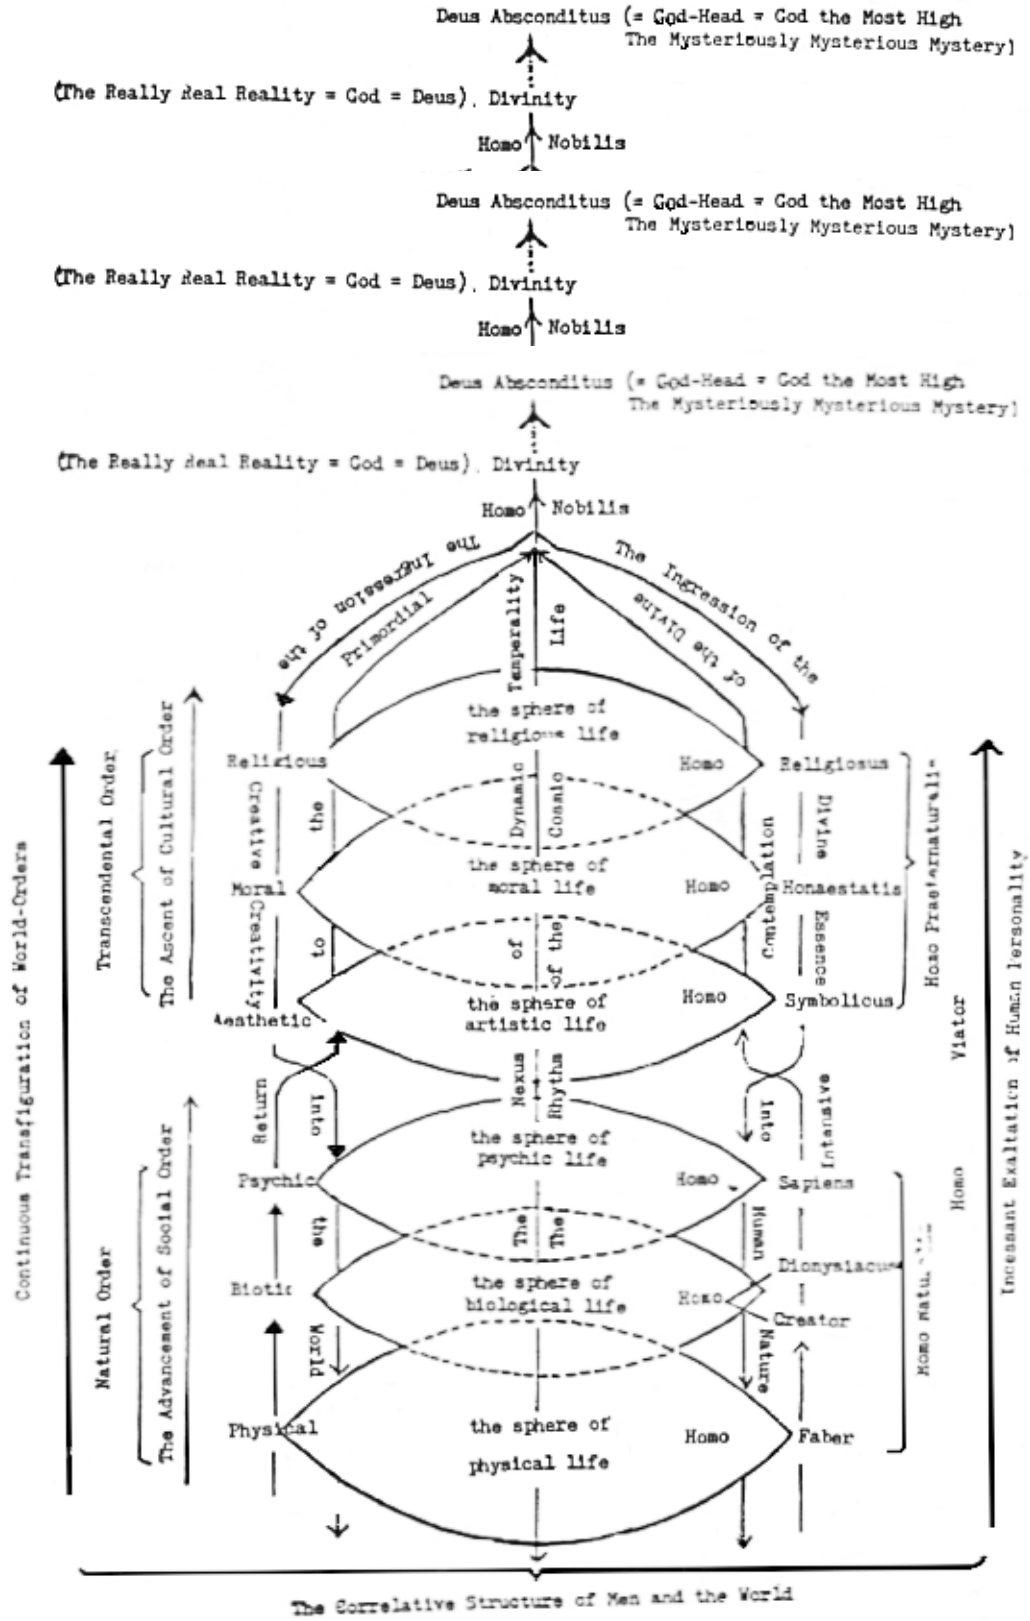 Deus Absconditus (= God-Head = God the Most High
The Mysteriously Mysterious Mystery)
(The Really Real Reality = God = Deus), Divinity
Homo Nobilis
Deus Absconditus (= God-Head = God the Most High
The Mysteriously Mysterious Mystery)
(The Really Real Reality = God = Deus), Divinity
Homo Nobilis
Deus Absconditus (= God-Head = God the Most High
The Mysteriously Mysterious Mystery)
(The Really Real Reality = God = Deus), Divinity
Homo Nobilis
The Ingression of the
The Ingression of the
Primordial
Temperality
Life
of the Divine
the sphere of
religious life
Religious
Homo
Religiosus
Creative
the
Dynamic
Cosmic
Contemplation
Divine
the sphere of
moral life
Moral
Homo
Honaestatis
Creativity
to
of
of the
Essence
the sphere of
artistic life
Aesthetic
Homo
Symbolicus
Nexus
Rhythm
Return
Into
Into
Intensive
the sphere of
psychic life
Psychic
Homo
Sapiens
the
The
The
Human
the sphere of
biological life
Biotic
Homo
Dionysiacus
Creator
World
Nature
the sphere of
physical life
Physical
Homo
Faber
Continuous Transfiguration of World-Orders
Transcendental Order
The Ascent of Cultural Order
Natural Order
The Advancement of Social Order
Homo
Homo
Viator
Incessant Exaltation of Human Personality
Homo
The Correlative Structure of Men and the World